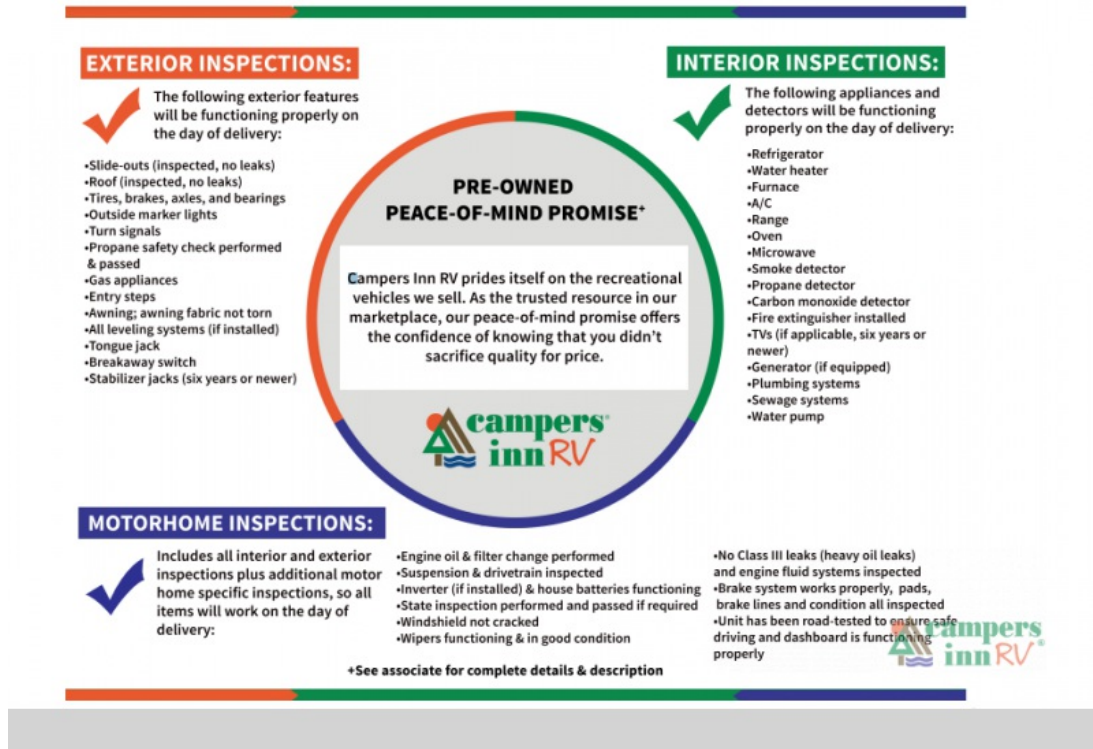 EXTERIOR INSPECTIONS:
The following exterior features
will be functioning properly on
the day of delivery:
•Slide-outs (inspected, no leaks)
•Roof (inspected, no leaks)
•Tires, brakes, axles, and bearings
•Outside marker lights
•Turn signals
•Propane safety check performed
& passed
•Gas appliances
•Entry steps
•Awning; awning fabric not torn
•All leveling systems (if installed)
•Tongue jack
•Breakaway switch
•Stabilizer jacks (six years or newer)
PRE-OWNED
PEACE-OF-MIND PROMISE+
Campers Inn RV prides itself on the recreational
vehicles we sell. As the trusted resource in our
marketplace, our peace-of-mind promise offers
the confidence of knowing that you didn't
sacrifice quality for price.
campers®
inn RV
INTERIOR INSPECTIONS:
The following appliances and
detectors will be functioning
properly on the day of delivery:
•Refrigerator
•Water heater
•Furnace
•A/C
•Range
•Oven
•Microwave
•Smoke detector
•Propane detector
•Carbon monoxide detector
•Fire extinguisher installed
•TVs (if applicable, six years or
newer)
•Generator (if equipped)
•Plumbing systems
•Sewage systems
•Water pump
MOTORHOME INSPECTIONS:
Includes all interior and exterior
inspections plus additional motor
home specific inspections, so all
items will work on the day of
delivery:
•Engine oil & filter change performed
•Suspension & drivetrain inspected
•Inverter (if installed) & house batteries functioning
•State inspection performed and passed if required
•Windshield not cracked
•Wipers functioning & in good condition
•No Class III leaks (heavy oil leaks)
and engine fluid systems inspected
•Brake system works properly, pads,
brake lines and condition all inspected
•Unit has been road-tested to ensure safe
driving and dashboard is functioning
properly
campers
inn RV®
+See associate for complete details & description